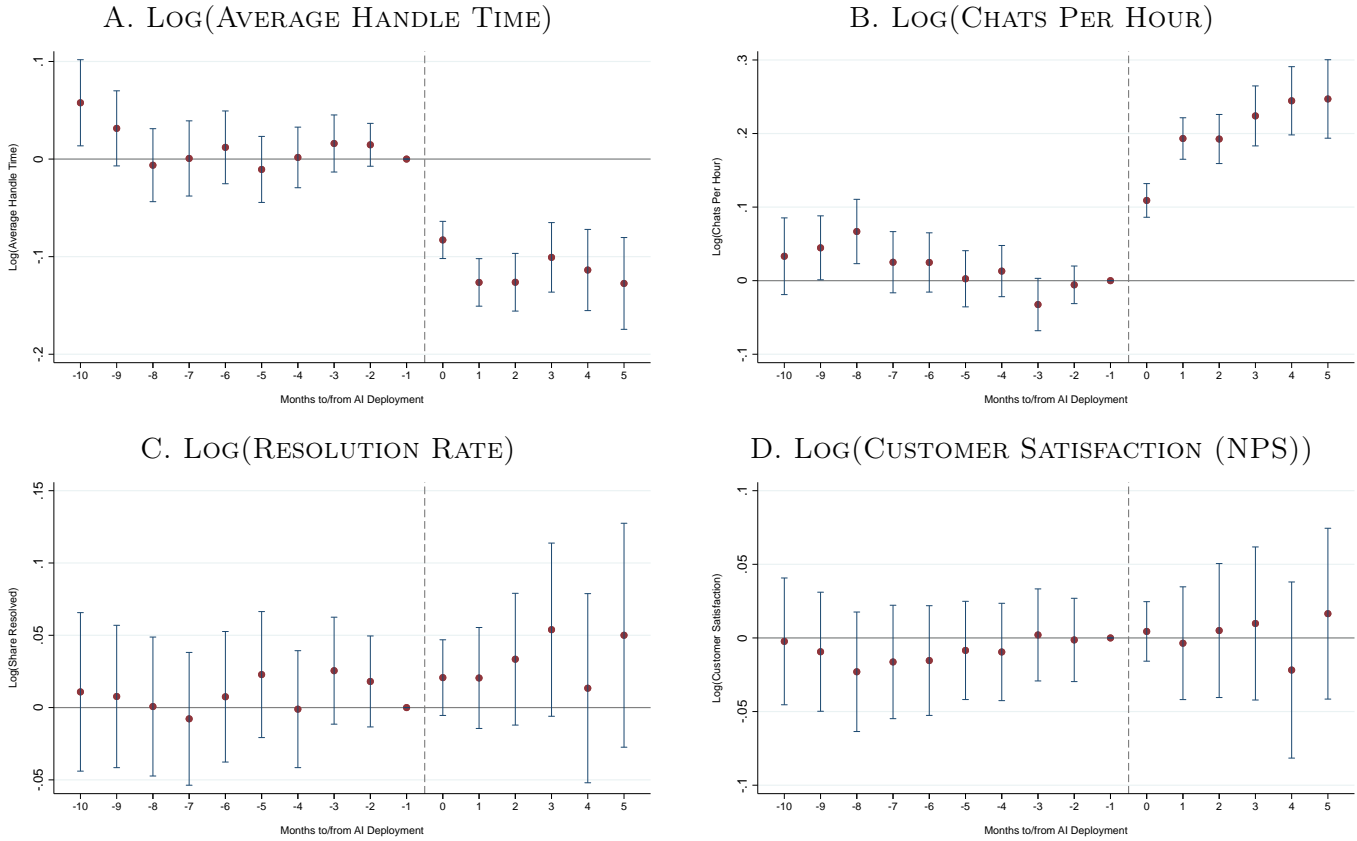 A. LOG(AVERAGE HANDLE TIME)
.1
0
-.1
-.2
Log(Average Handle Time)
-10 -9 -8 -7 -6 -5 -4 -3 -2 -1 0 1 2 3 4 5
Months to/from AI Deployment
B. LOG(CHATS PER HOUR)
.3
.2
.1
0
-.1
Log(Chats Per Hour)
-10 -9 -8 -7 -6 -5 -4 -3 -2 -1 0 1 2 3 4 5
Months to/from AI Deployment
C. LOG(RESOLUTION RATE)
.15
.1
.05
0
-.05
Log(Share Resolved)
-10 -9 -8 -7 -6 -5 -4 -3 -2 -1 0 1 2 3 4 5
Months to/from AI Deployment
D. LOG(CUSTOMER SATISFACTION (NPS))
.1
.05
0
-.05
-.1
Log(Customer Satisfaction)
-10 -9 -8 -7 -6 -5 -4 -3 -2 -1 0 1 2 3 4 5
Months to/from AI Deployment